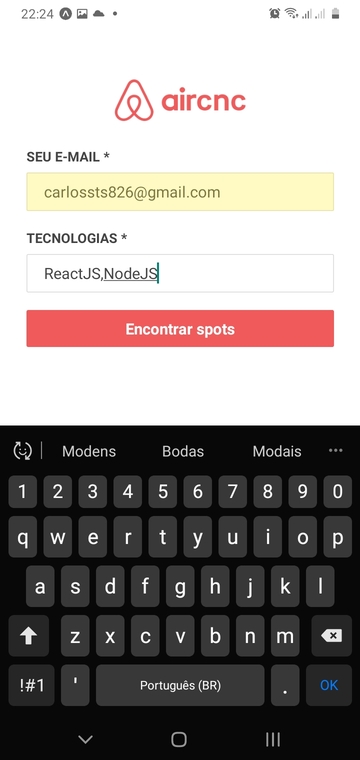 22:24
aircnc
SEU E-MAIL *
carlossts826@gmail.com
TECNOLOGIAS *
ReactJS,NodeJS
Encontrar spots
Modens Bodas Modais
1 2 3 4 5 6 7 8 9 0
q w e r t y u i o p
a s d f g h j k l
z x c v b n m
!#1 ' Português (BR) . OK